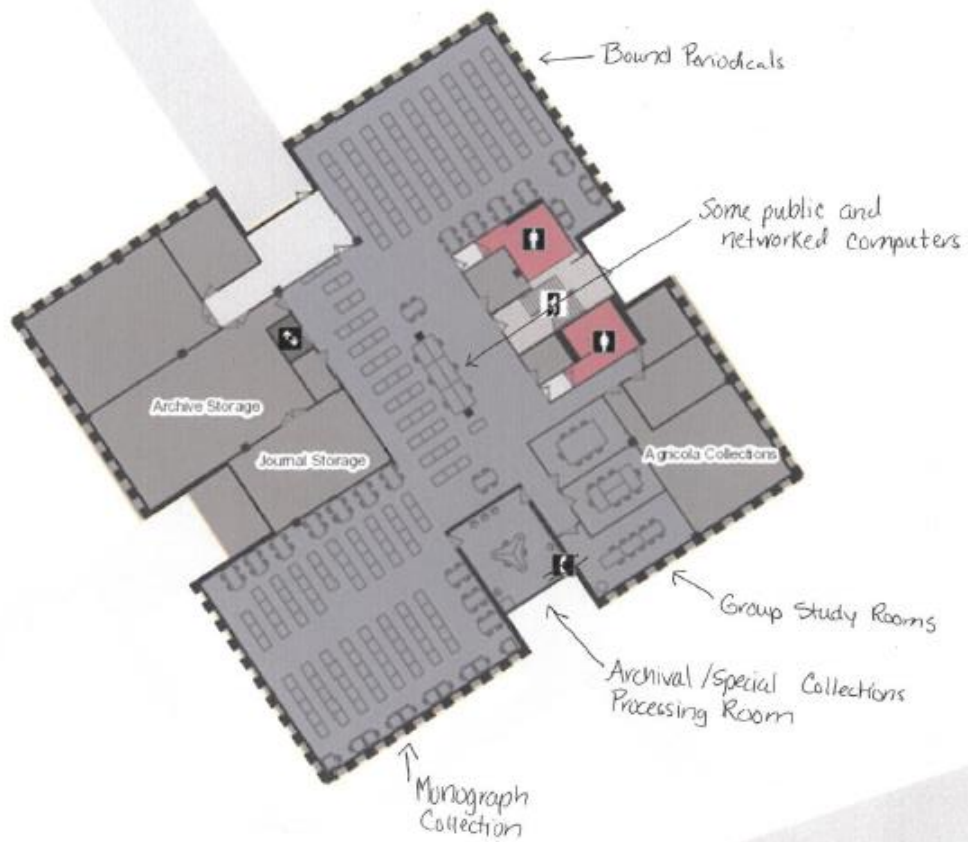 Bound Periodicals
Some public and
networked computers
Archive Storage
Journal Storage
Agricola Collections
Group Study Rooms
Archival/Special Collections
Processing Room
Monograph
Collection